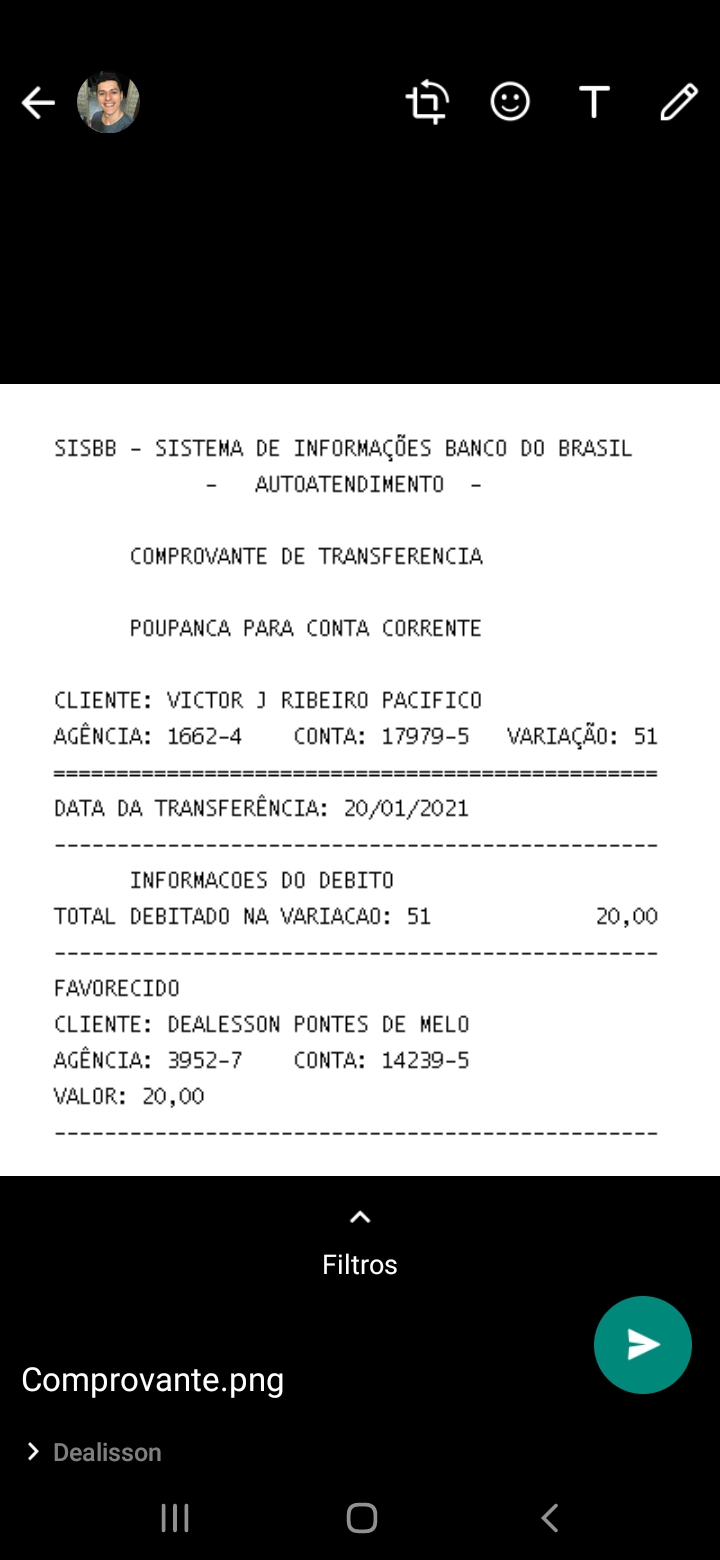 SISBB - SISTEMA DE INFORMAÇÕES BANCO DO BRASIL
- AUTOATENDIMENTO -
COMPROVANTE DE TRANSFERENCIA
POUPANCA PARA CONTA CORRENTE
CLIENTE: VICTOR J RIBEIRO PACIFICO
AGÊNCIA: 1662-4 CONTA: 17979-5 VARIAÇÃO: 51
================================================
DATA DA TRANSFERÊNCIA: 20/01/2021
------------------------------------------------
INFORMACOES DO DEBITO
TOTAL DEBITADO NA VARIACAO: 51 20,00
------------------------------------------------
FAVORECIDO
CLIENTE: DEALESSON PONTES DE MELO
AGÊNCIA: 3952-7 CONTA: 14239-5
VALOR: 20,00
------------------------------------------------
Filtros
Comprovante.png
Dealisson